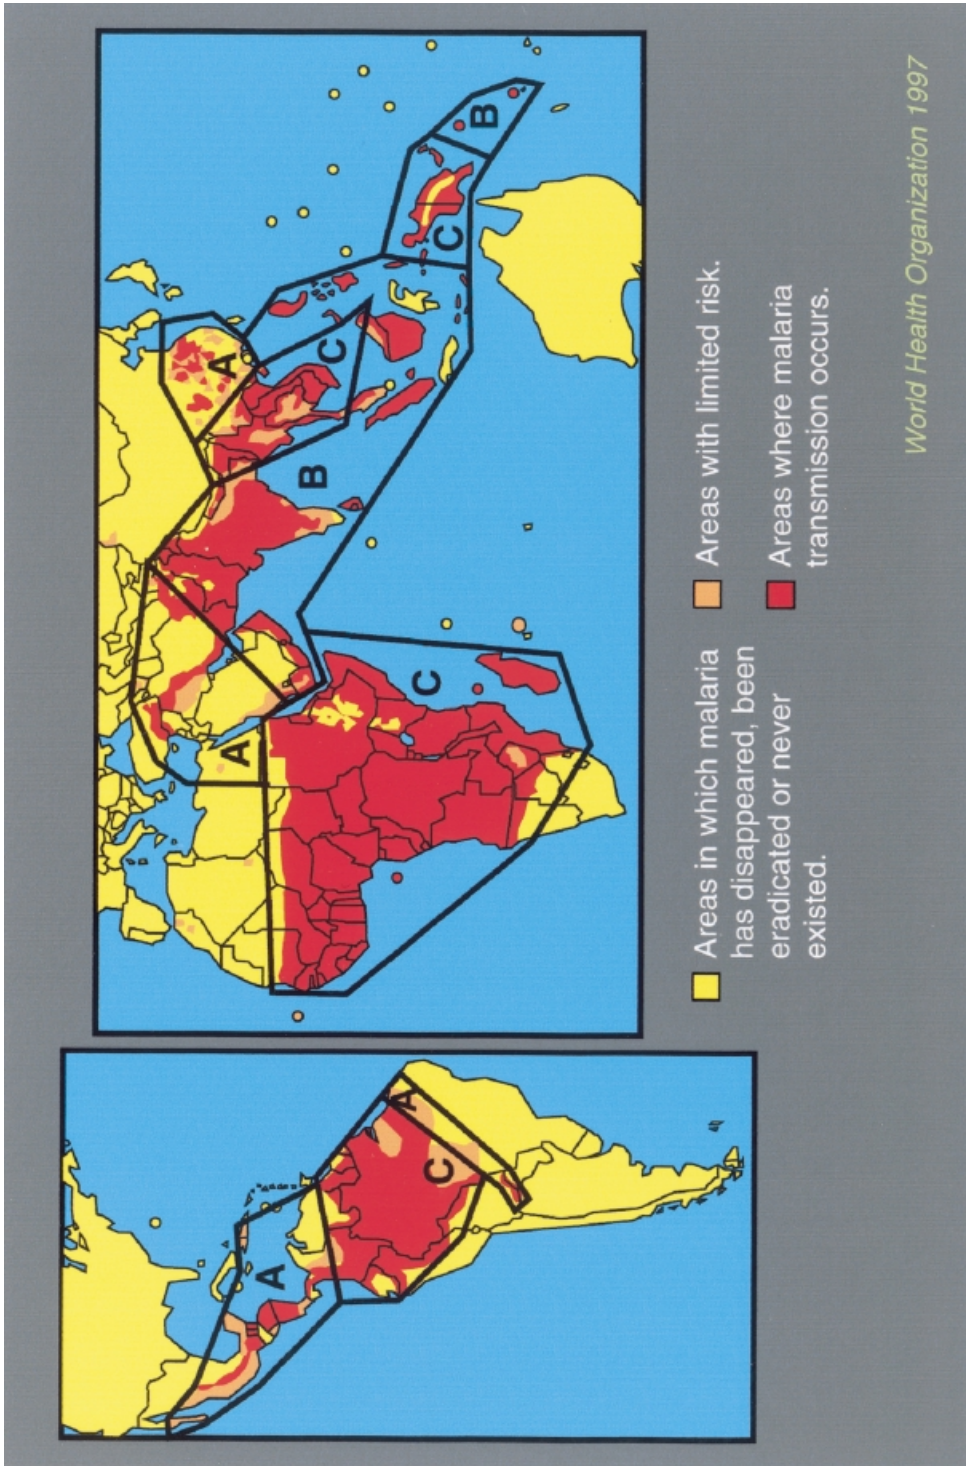 A
A
C
A
C
B
A
C
C
B
Areas in which malaria
has disappeared, been
eradicated or never
existed.
Areas with limited risk.
Areas where malaria
transmission occurs.
World Health Organization 1997